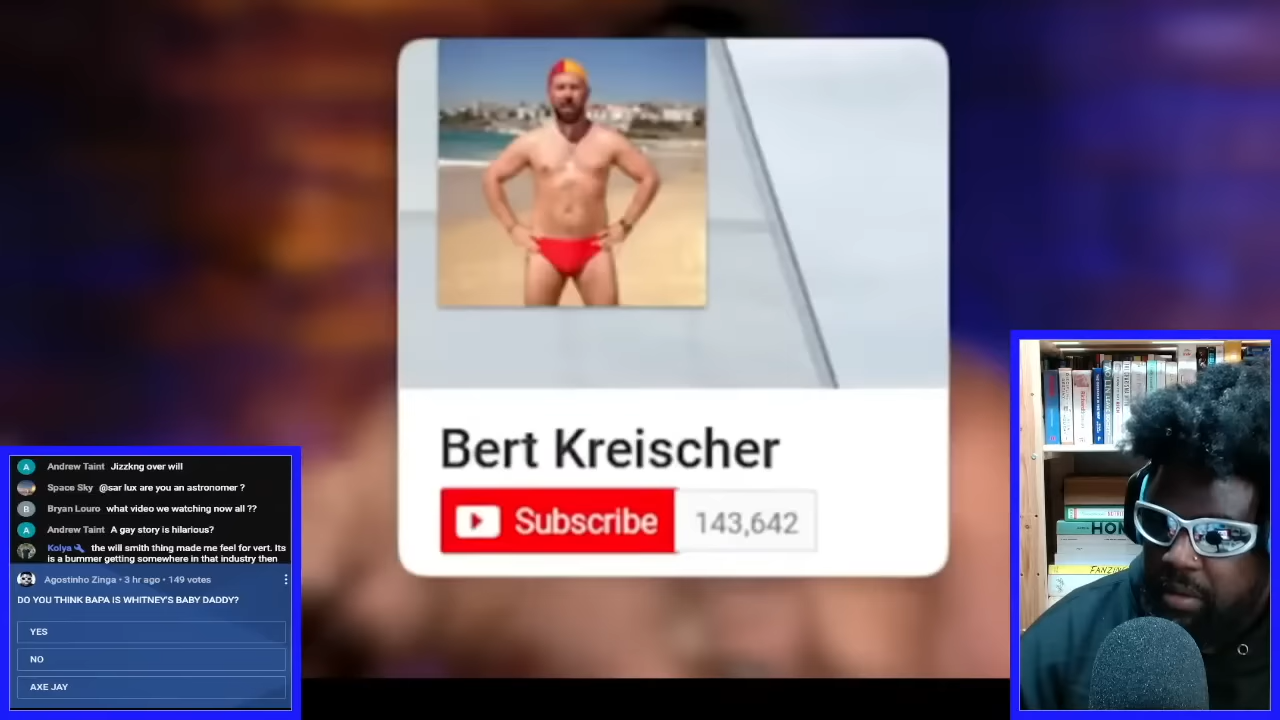 Bert Kreischer
Subscribe 143,642
A Andrew Taint Jizzkng over will
Space Sky @sar lux are you an astronomer ?
B Bryan Louro what video we watching now all ??
A Andrew Taint A gay story is hilarious?
Kolya the will smith thing made me feel for vert. Its
is a bummer getting somewhere in that industry then
Agostinho Zinga • 3 hr ago • 149 votes
DO YOU THINK BAPA IS WHITNEY'S BABY DADDY?
YES
NO
AXE JAY
HON
FANZIN